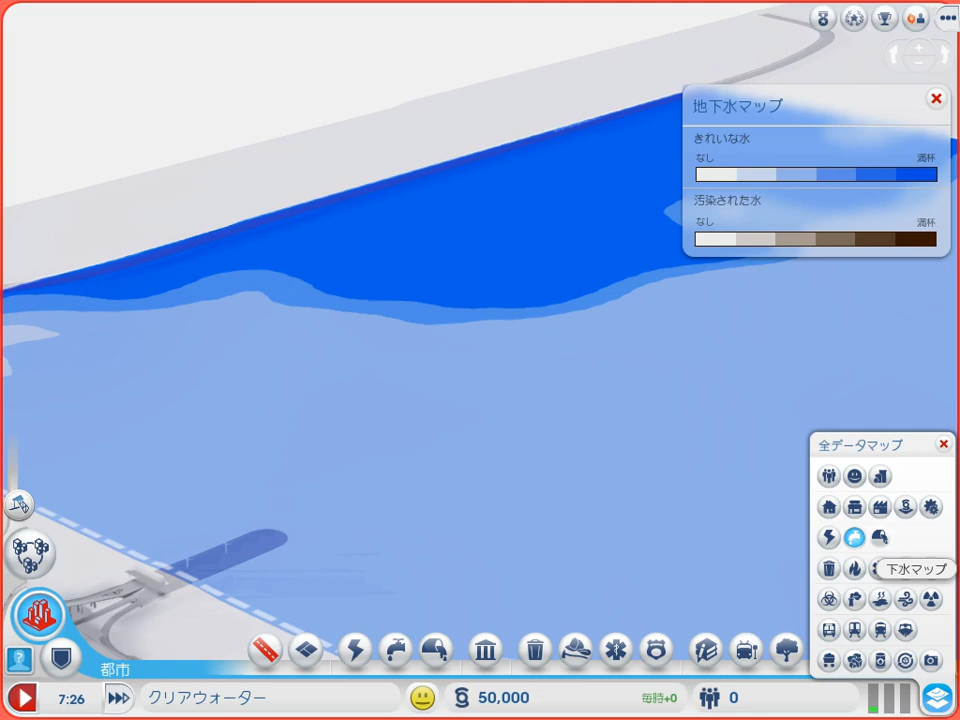 地下水マップ
きれいな水
なし 満杯
汚染された水
なし 満杯
全データマップ
下水マップ
都市
7:26 クリアウォーター 50,000 毎時+0 0